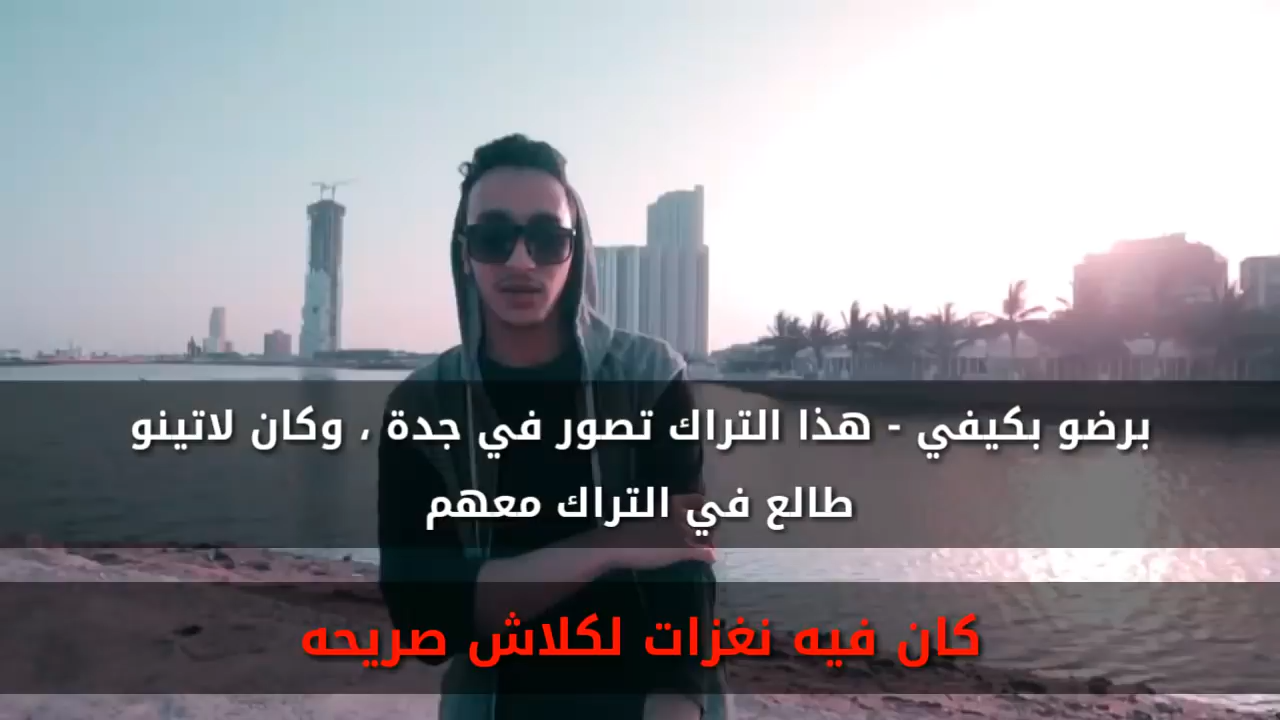 برضو بكيفي - هذا التراك تصور في جدة ، وكان لاتينو
طالع في التراك معهم
كان فيه نغزات لكلاش صريحه